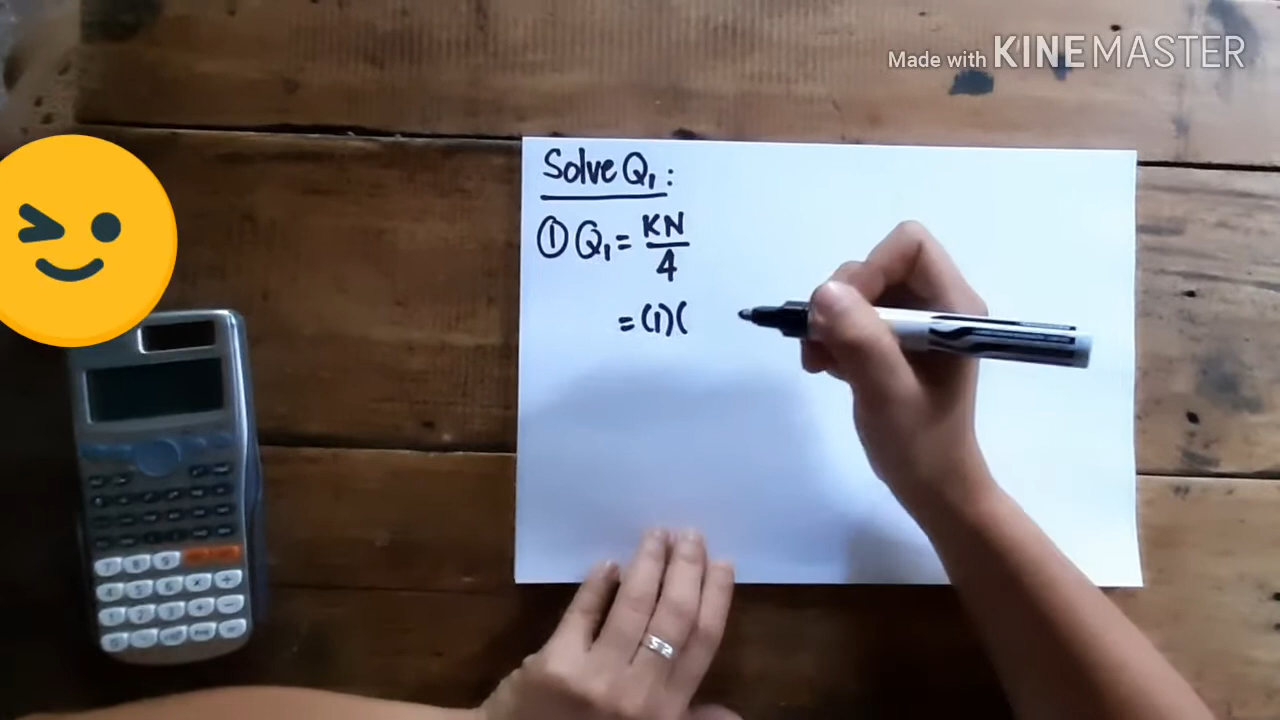 Made with KINEMASTER
Solve Q₁:
① Q₁ = KN/4
= (1)(